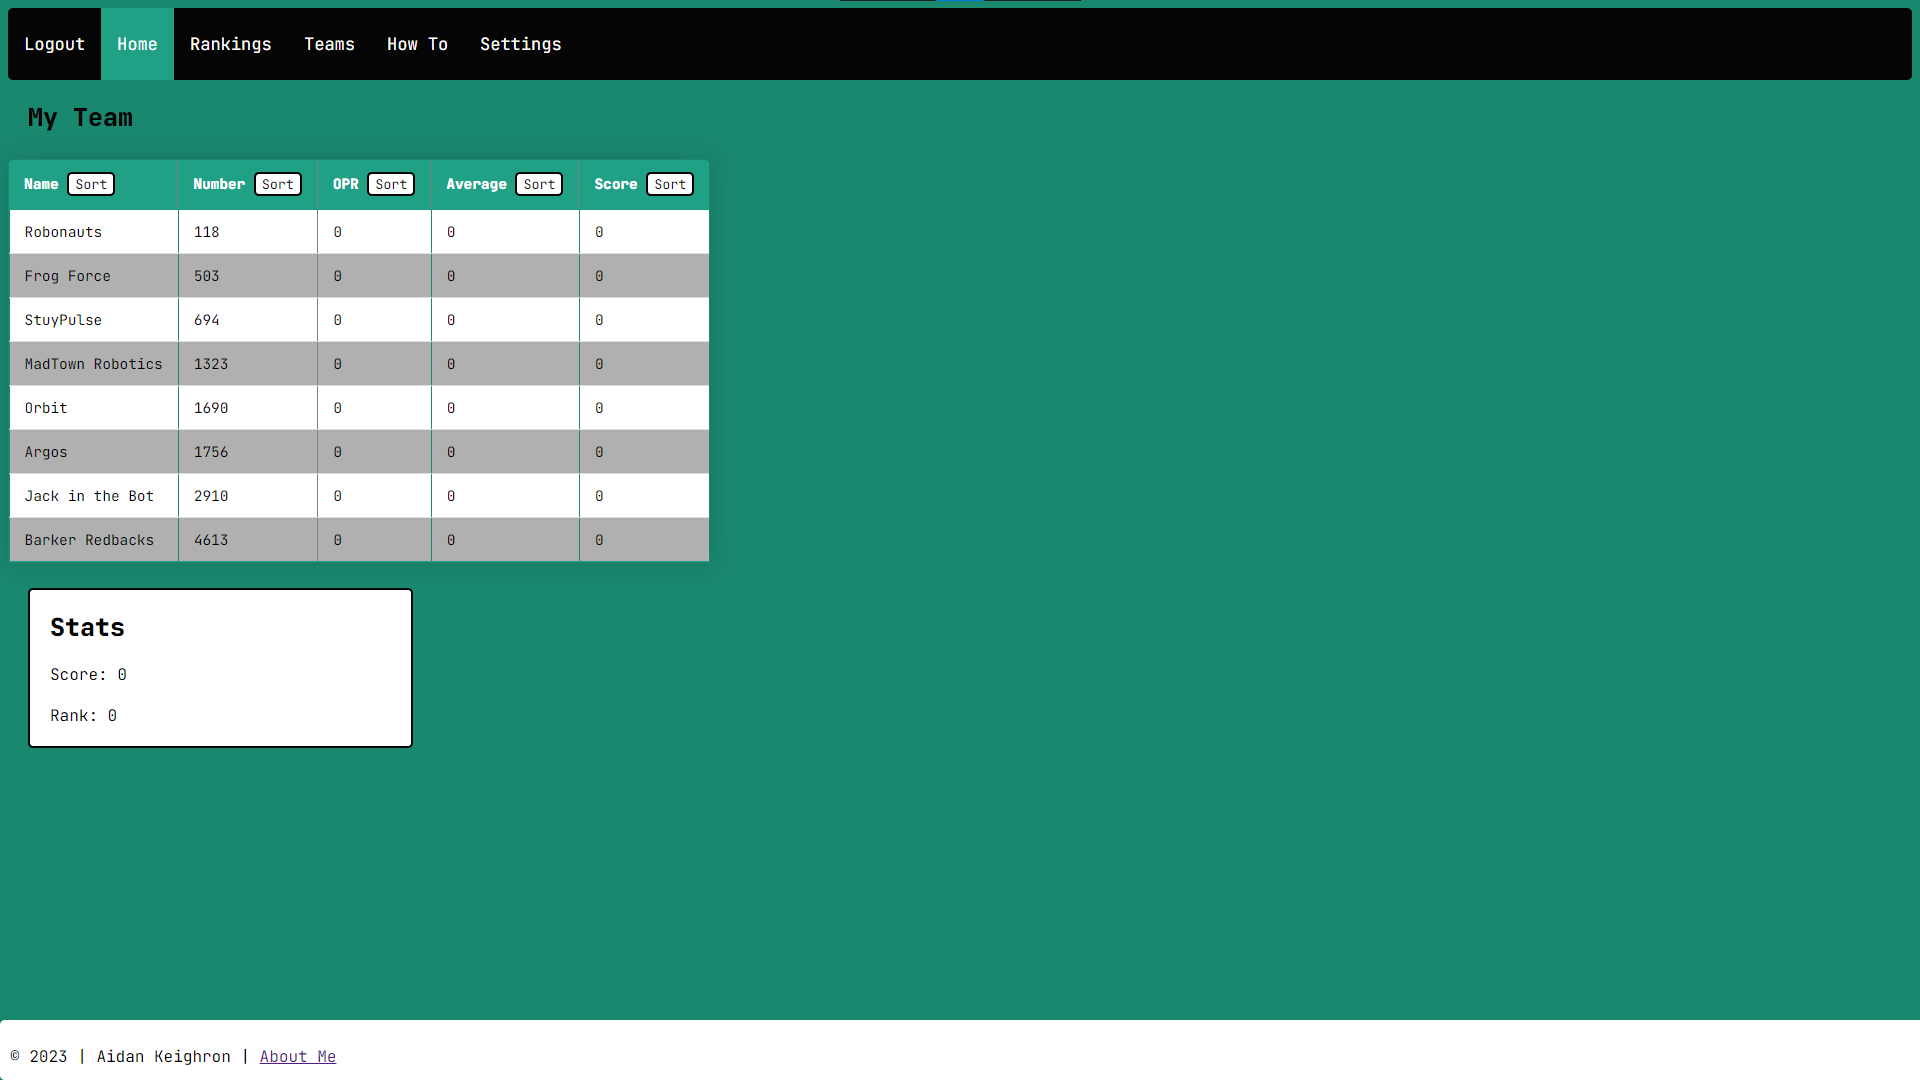 Logout Home Rankings Teams How To Settings
My Team
Name Sort Number Sort OPR Sort Average Sort Score Sort
Robonauts 118 0 0 0
Frog Force 503 0 0 0
StuyPulse 694 0 0 0
MadTown Robotics 1323 0 0 0
Orbit 1690 0 0 0
Argos 1756 0 0 0
Jack in the Bot 2910 0 0 0
Barker Redbacks 4613 0 0 0
Stats
Score: 0
Rank: 0
© 2023 | Aidan Keighron | About Me